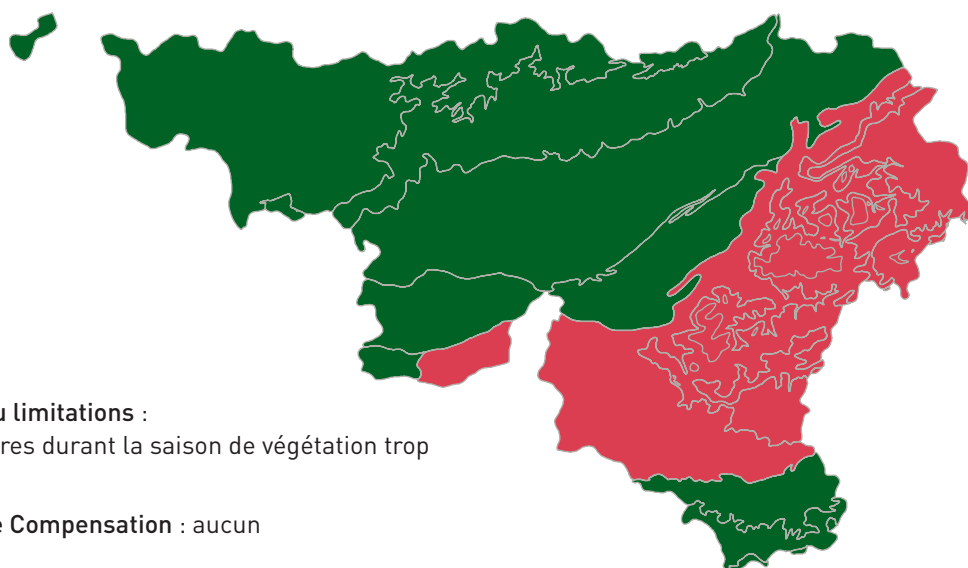 u limitations :
res durant la saison de végétation trop
e Compensation : aucun